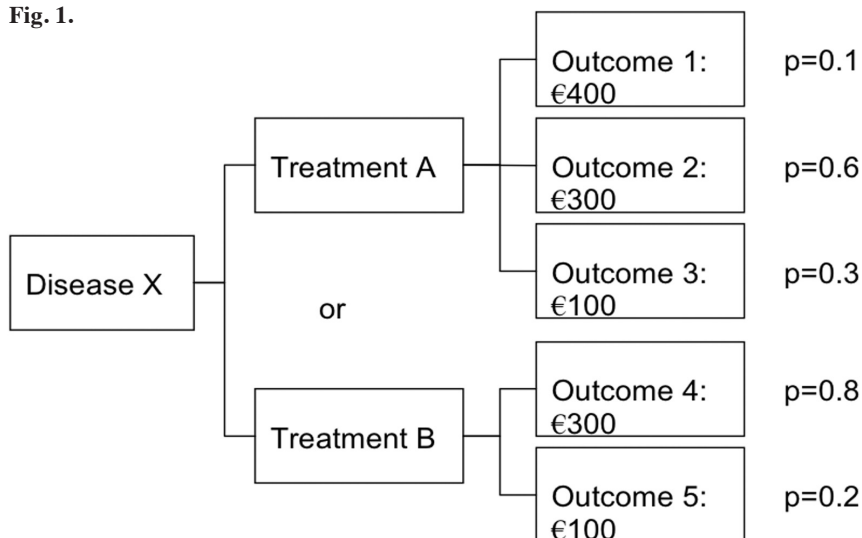 Fig. 1.
Disease X
Treatment A
or
Treatment B
Outcome 1:
€400
p=0.1
Outcome 2:
€300
p=0.6
Outcome 3:
€100
p=0.3
Outcome 4:
€300
p=0.8
Outcome 5:
€100
p=0.2